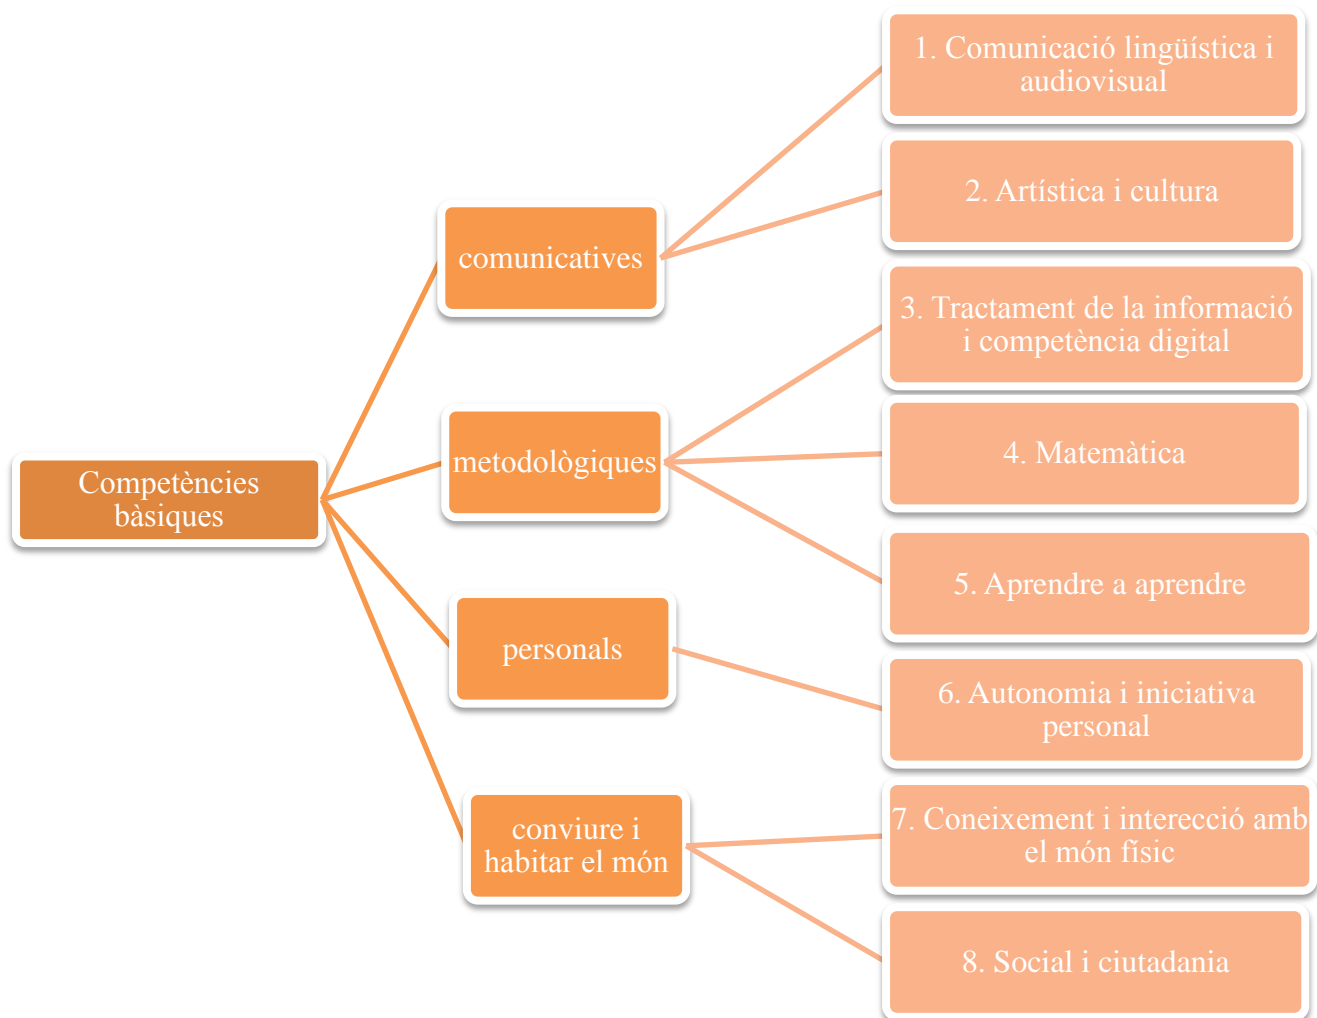 Competències
bàsiques
comunicatives
1. Comunicació lingüística i
audiovisual
2. Artística i cultura
metodològiques
3. Tractament de la informació
i competència digital
4. Matemàtica
5. Aprendre a aprendre
personals
6. Autonomia i iniciativa
personal
conviure i
habitar el món
7. Coneixement i interecció amb
el món físic
8. Social i ciutadania